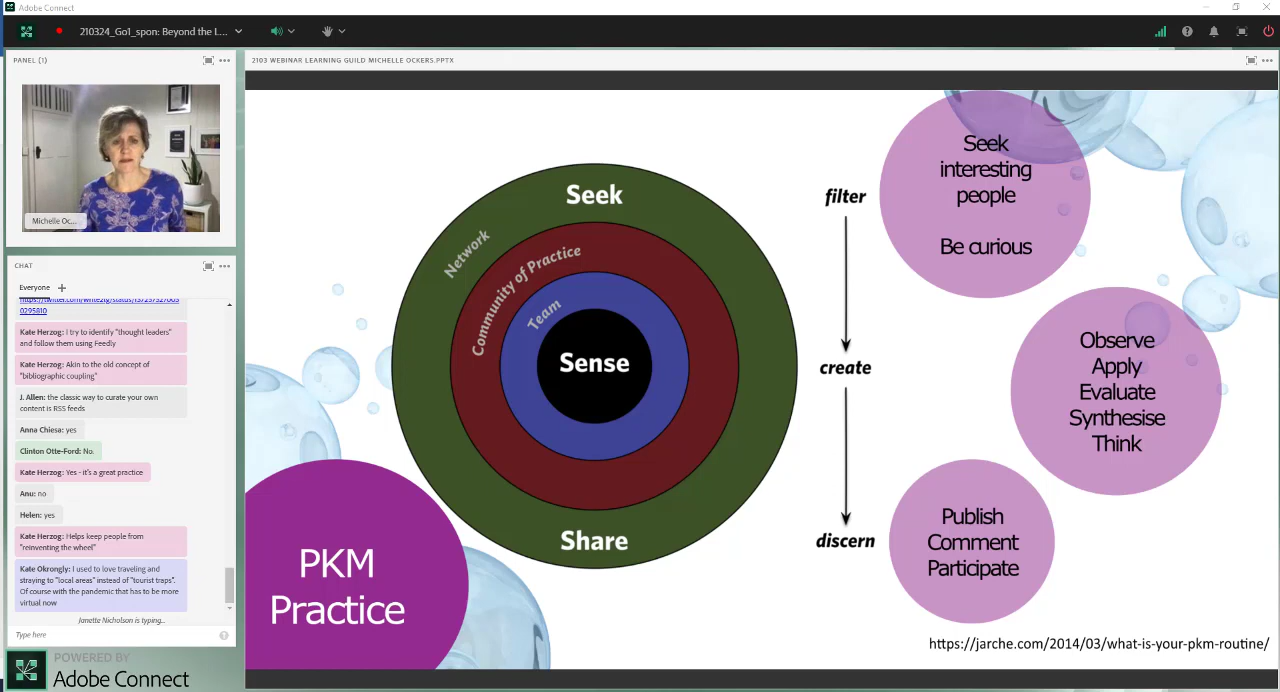 Adobe Connect
210324_Go1_spon: Beyond the L...
PANEL (1)
Michelle Oc...
CHAT
Everyone
https://twitter.com/write2tg/status/1372375270030295810
Kate Herzog: I try to identify "thought leaders"
and follow them using Feedly
Kate Herzog: Akin to the old concept of
"bibliographic coupling"
J. Allen: the classic way to curate your own
content is RSS feeds
Anna Chiesa: yes
Clinton Otte-Ford: No.
Kate Herzog: Yes - it's a great practice
Anu: no
Helen: yes
Kate Herzog: Helps keep people from
"reinventing the wheel"
Kate Okrongly: I used to love traveling and
straying to "local areas" instead of "tourist traps".
Of course with the pandemic that has to be more
virtual now
Janette Nicholson is typing...
Type here
POWERED BY
Adobe Connect
2103 WEBINAR LEARNING GUILD MICHELLE OCKERS.PPTX
Seek
Network
Community of Practice
Team
Sense
Share
PKM
Practice
filter
create
discern
Seek
interesting
people
Be curious
Observe
Apply
Evaluate
Synthesise
Think
Publish
Comment
Participate
https://jarche.com/2014/03/what-is-your-pkm-routine/